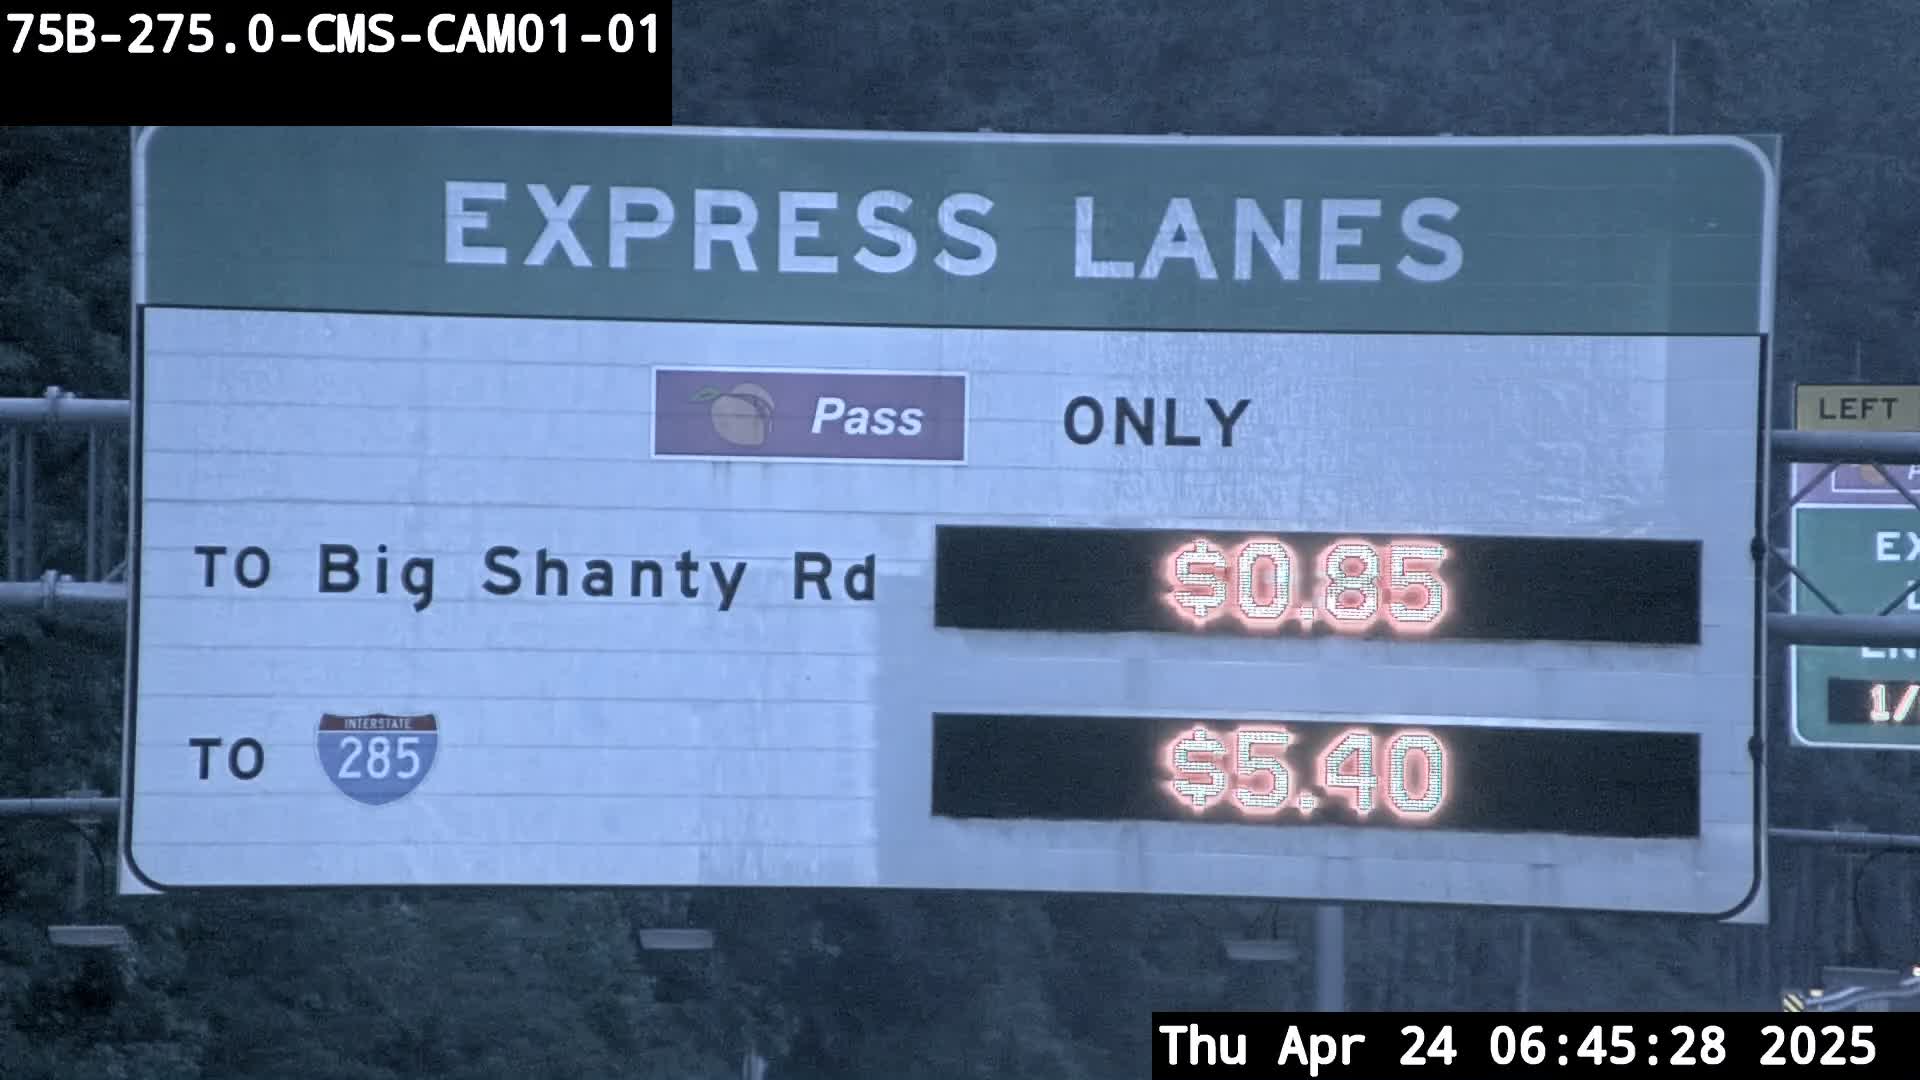 75B-275.0-CMS-CAM01-01
EXPRESS LANES
Pass ONLY
TO Big Shanty Rd $0.85
INTERSTATE
TO 285 $5.40
LEFT
Thu Apr 24 06:45:28 2025